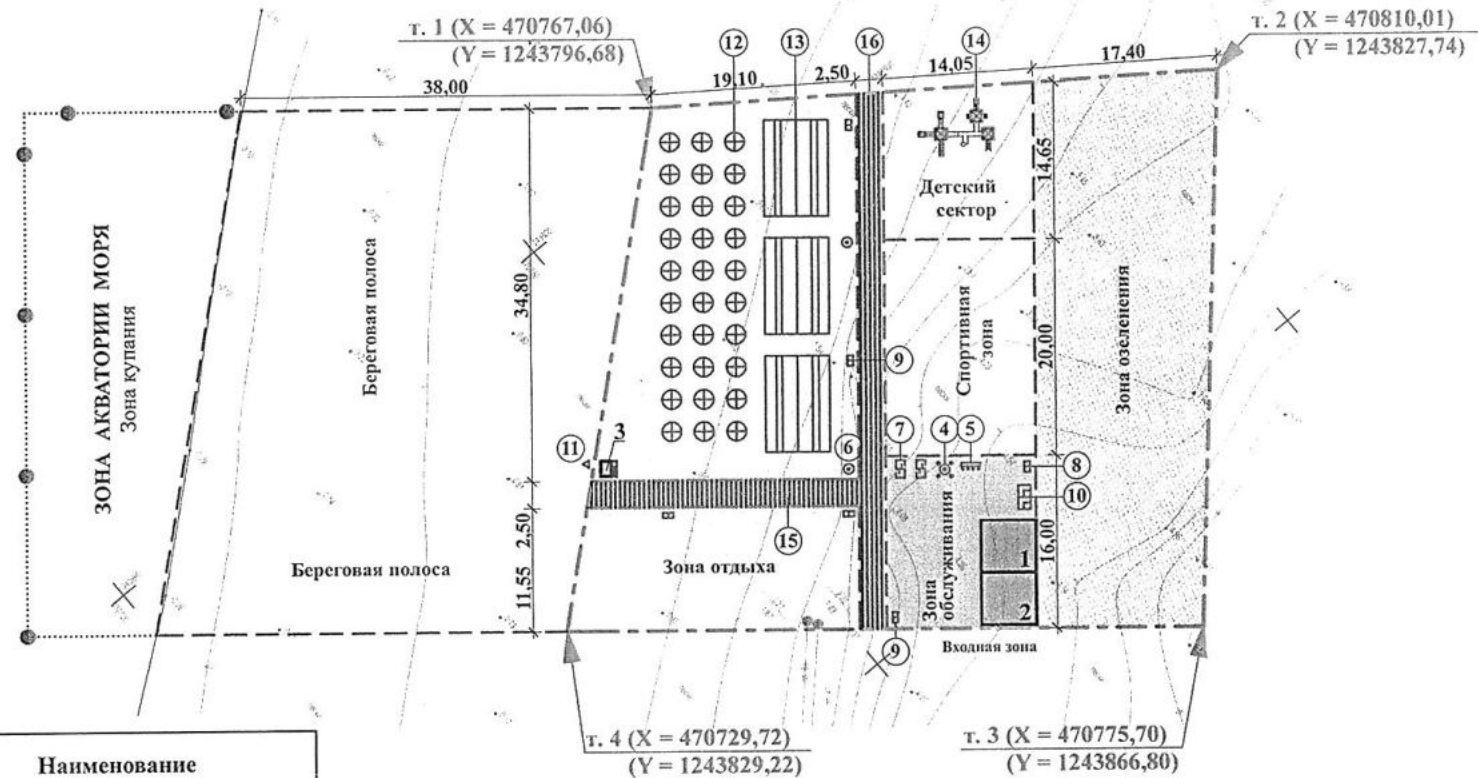 т. 1 (X = 470767,06)
(Y = 1243796,68)
т. 2 (X = 470810,01)
(Y = 1243827,74)
12
13
16
14
38,00
19,10
2,50
14,05
17,40
ЗОНА АКВАТОРИИ МОРЯ
Зона купания
Береговая полоса
34,80
Детский
сектор
14,65
Спортивная
зона
20,00
Зона озеленения
9
11
3
6
7
4
5
8
10
2,50
15
16,00
1
2
Береговая полоса
11,55
Зона отдыха
Зона
обслуживания
9
Входная зона
т. 4 (X = 470729,72)
(Y = 1243829,22)
т. 3 (X = 470775,70)
(Y = 1243866,80)
Наименование